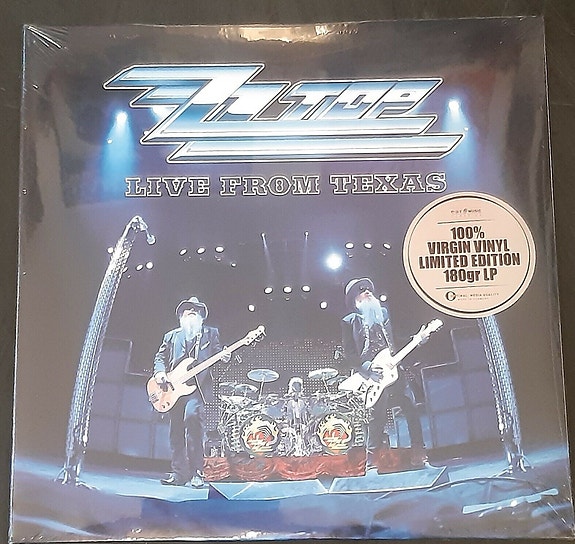 ZZ TOP
LIVE FROM TEXAS
100%
VIRGIN VINYL
LIMITED EDITION
180gr LP